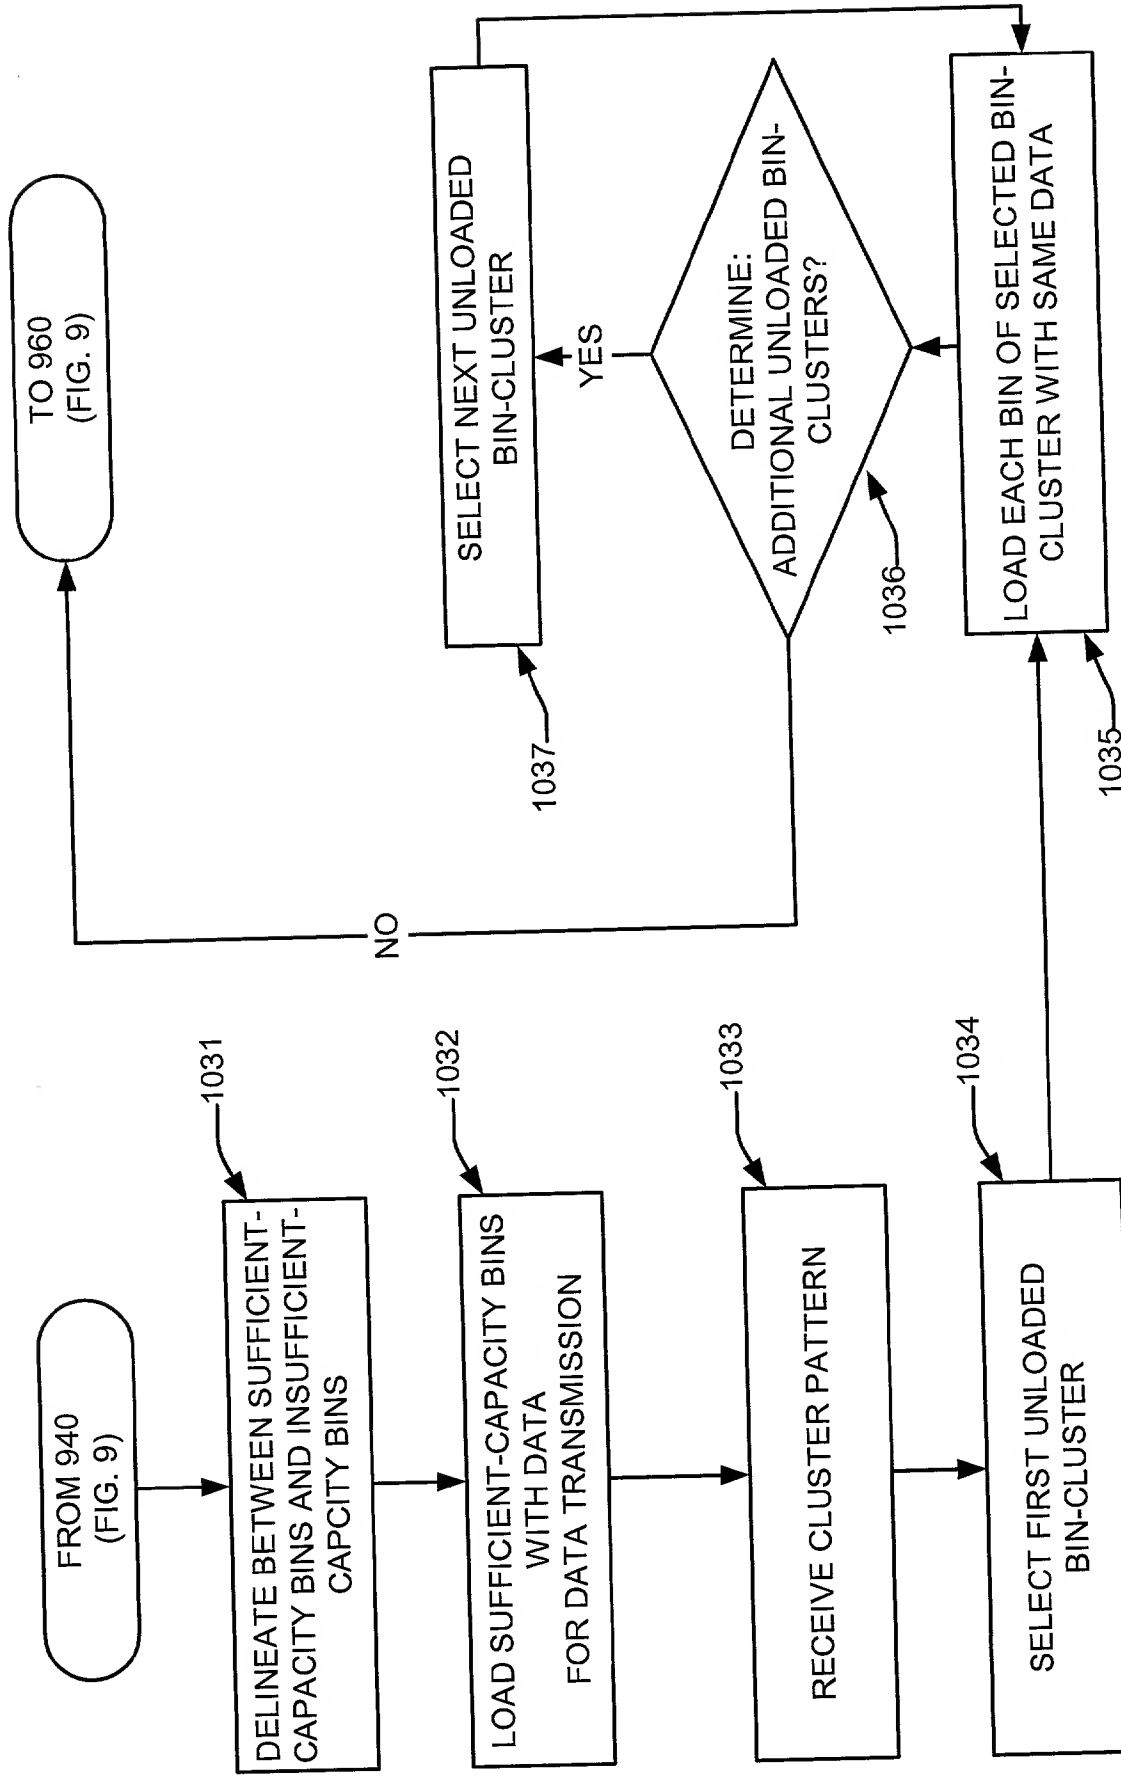 FROM 940
(FIG. 9)
1031
DELINEATE BETWEEN SUFFICIENT-
CAPACITY BINS AND INSUFFICIENT-
CAPCITY BINS
1032
LOAD SUFFICIENT-CAPACITY BINS
WITH DATA
FOR DATA TRANSMISSION
1033
RECEIVE CLUSTER PATTERN
1034
SELECT FIRST UNLOADED
BIN-CLUSTER
TO 960
(FIG. 9)
NO
SELECT NEXT UNLOADED
BIN-CLUSTER
1037
YES
DETERMINE:
ADDITIONAL UNLOADED BIN-
CLUSTERS?
1036
LOAD EACH BIN OF SELECTED BIN-
CLUSTER WITH SAME DATA
1035